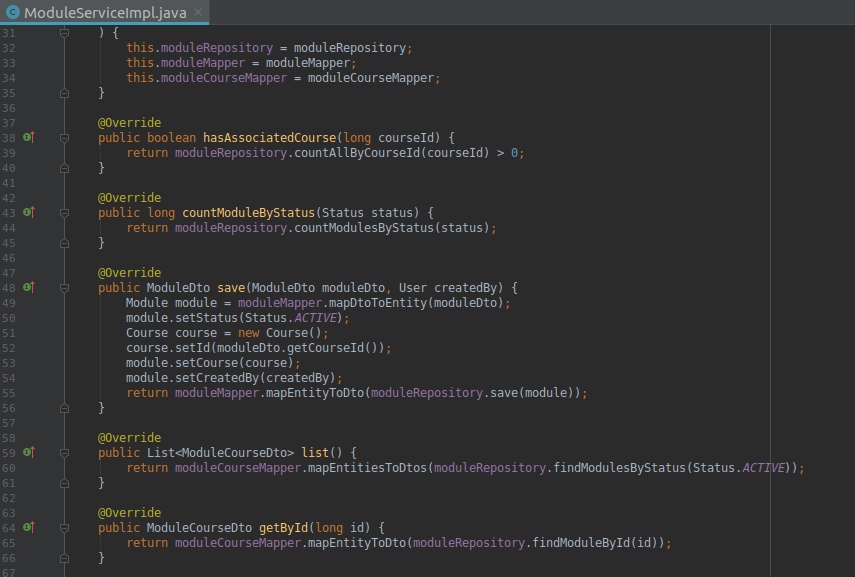 ModuleServiceImpl.java
31 ) {
32 this.moduleRepository = moduleRepository;
33 this.moduleMapper = moduleMapper;
34 this.moduleCourseMapper = moduleCourseMapper;
35 }
36
37 @Override
38 public boolean hasAssociatedCourse(long courseId) {
39 return moduleRepository.countAllByCourseId(courseId) > 0;
40 }
41
42 @Override
43 public long countModuleByStatus(Status status) {
44 return moduleRepository.countModulesByStatus(status);
45 }
46
47 @Override
48 public ModuleDto save(ModuleDto moduleDto, User createdBy) {
49 Module module = moduleMapper.mapDtoToEntity(moduleDto);
50 module.setStatus(Status.ACTIVE);
51 Course course = new Course();
52 course.setId(moduleDto.getCourseId());
53 module.setCourse(course);
54 module.setCreatedBy(createdBy);
55 return moduleMapper.mapEntityToDto(moduleRepository.save(module));
56 }
57
58 @Override
59 public List<ModuleCourseDto> list() {
60 return moduleCourseMapper.mapEntitiesToDtos(moduleRepository.findModulesByStatus(Status.ACTIVE));
61 }
62
63 @Override
64 public ModuleCourseDto getById(long id) {
65 return moduleCourseMapper.mapEntityToDto(moduleRepository.findModuleById(id));
66 }
67